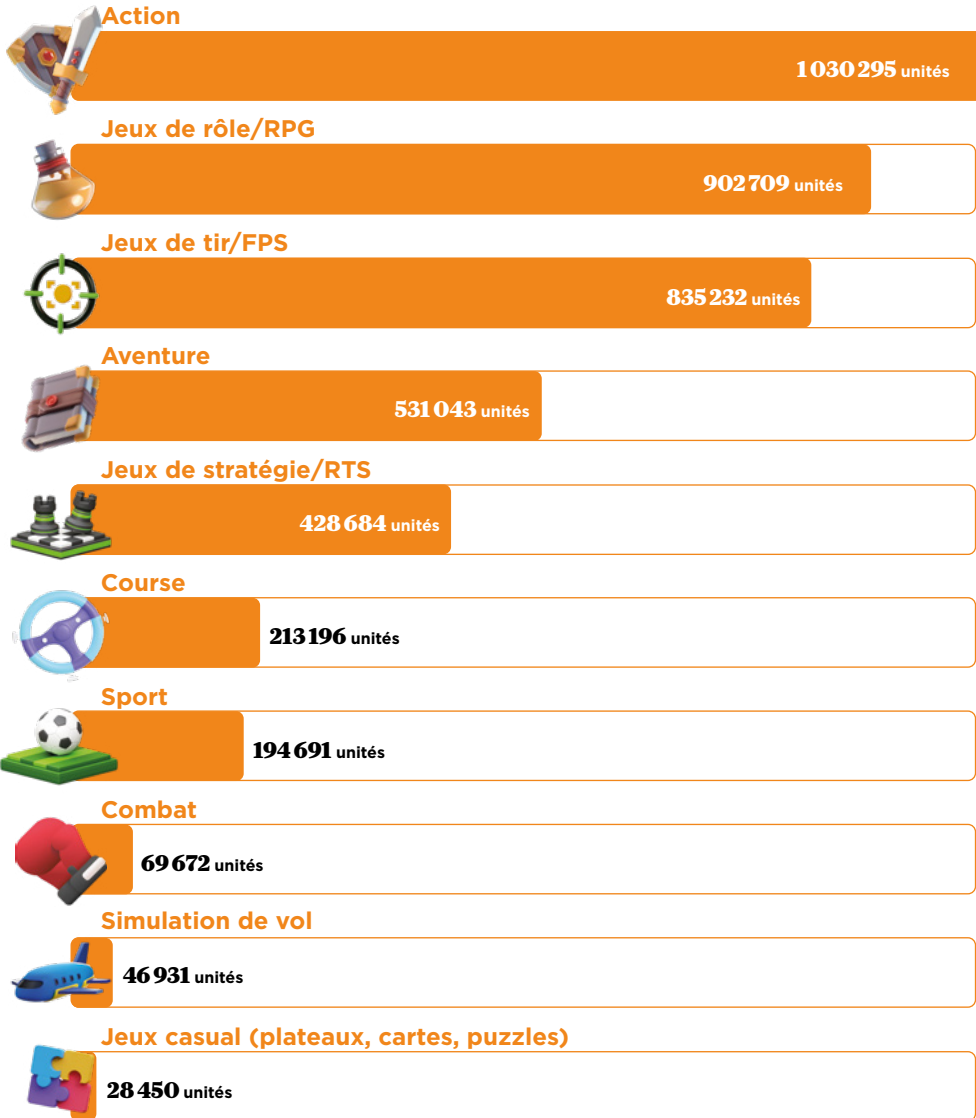 Action
1 030 295 unités
Jeux de rôle/RPG
902 709 unités
Jeux de tir/FPS
835 232 unités
Aventure
531 043 unités
Jeux de stratégie/RTS
428 684 unités
Course
213 196 unités
Sport
194 691 unités
Combat
69 672 unités
Simulation de vol
46 931 unités
Jeux casual (plateaux, cartes, puzzles)
28 450 unités